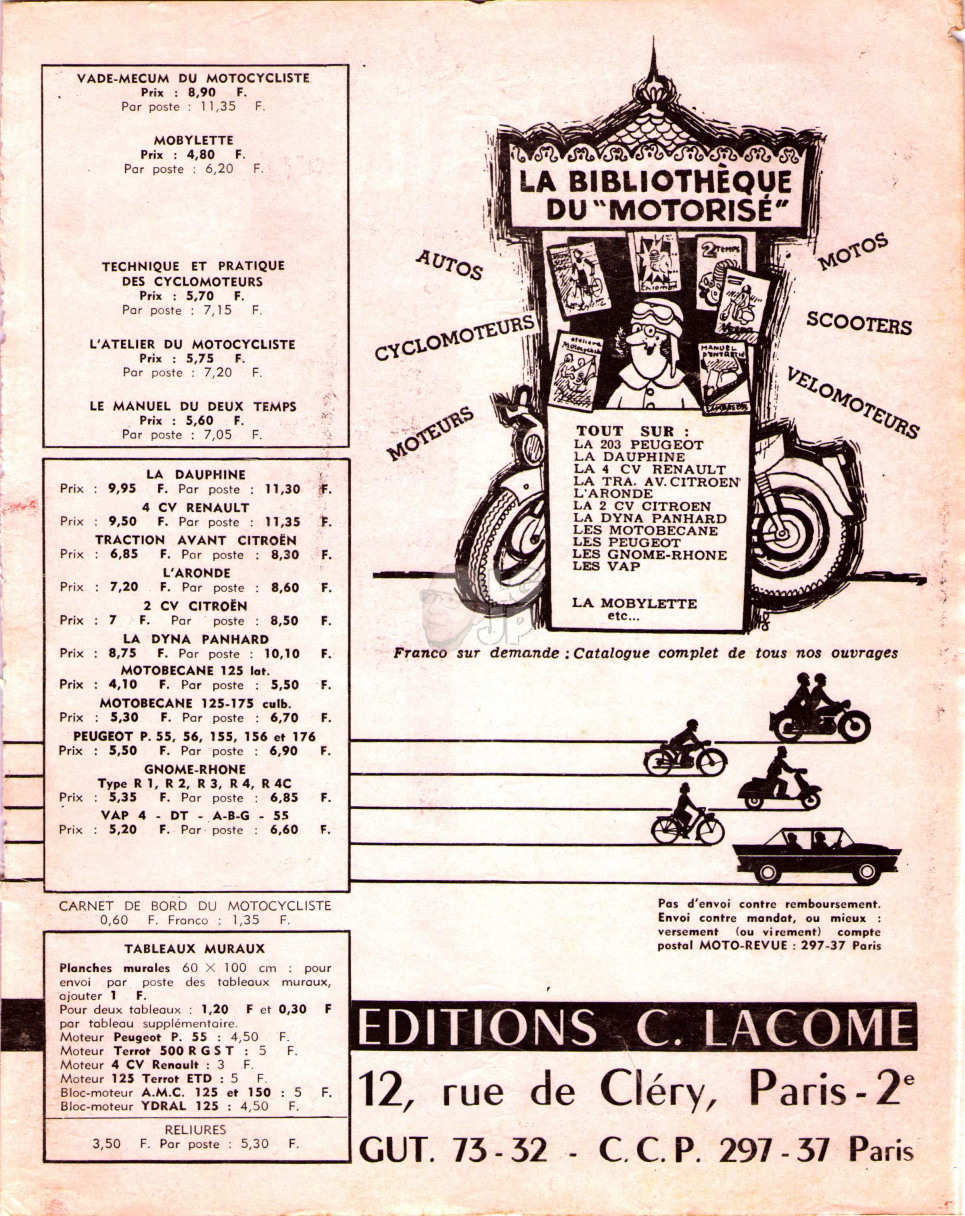 VADE-MECUM DU MOTOCYCLISTE
Prix : 8,90 F.
Par poste : 11,35 F.
MOBYLETTE
Prix : 4,80 F.
Par poste : 6,20 F.
TECHNIQUE ET PRATIQUE
DES CYCLOMOTEURS
Prix : 5,70 F.
Par poste : 7,15 F.
L'ATELIER DU MOTOCYCLISTE
Prix : 5,75 F.
Par poste : 7,20 F.
LE MANUEL DU DEUX TEMPS
Prix : 5,60 F.
Par poste : 7,05 F.
LA DAUPHINE
Prix : 9,95 F. Par poste : 11,30 F.
4 CV RENAULT
Prix : 9,50 F. Par poste : 11,35 F.
TRACTION AVANT CITROËN
Prix : 6,85 F. Par poste : 8,30 F.
L'ARONDE
Prix : 7,20 F. Par poste : 8,60 F.
2 CV CITROËN
Prix : 7 F. Par poste : 8,50 F.
LA DYNA PANHARD
Prix : 8,75 F. Par poste : 10,10 F.
MOTOBECANE 125 lat.
Prix : 4,10 F. Par poste : 5,50 F.
MOTOBECANE 125-175 culb.
Prix : 5,30 F. Par poste : 6,70 F.
PEUGEOT P. 55, 56, 155, 156 et 176
Prix : 5,50 F. Par poste : 6,90 F.
GNOME-RHONE
Type R 1, R 2, R 3, R 4, R 4C
Prix : 5,35 F. Par poste : 6,85 F.
VAP 4 - DT - A-B-G - 55
Prix : 5,20 F. Par poste : 6,60 F.
CARNET DE BORD DU MOTOCYCLISTE
0,60 F. Franco : 1,35 F.
TABLEAUX MURAUX
Planches murales 60 X 100 cm : pour
envoi par poste des tableaux muraux,
ajouter 1 F.
Pour deux tableaux : 1,20 F et 0,30 F
par tableau supplémentaire.
Moteur Peugeot P. 55 : 4,50 F.
Moteur Terrot 500 R G S T : 5 F.
Moteur 4 CV Renault : 3 F.
Moteur 125 Terrot ETD : 5 F.
Bloc-moteur A.M.C. 125 et 150 : 5 F.
Bloc-moteur YDRAL 125 : 4,50 F.
RELIURES
3,50 F. Par poste : 5,30 F.
LA BIBLIOTHÈQUE
DU "MOTORISÉ"
AUTOS
CYCLOMOTEURS
MOTEURS
MOTOS
SCOOTERS
VELOMOTEURS
2 TEMPS
Vespa
MANUEL
D'ENTRETIEN
TOUT SUR :
LA 203 PEUGEOT
LA DAUPHINE
LA 4 CV RENAULT
LA TRA. AV. CITROEN
L'ARONDE
LA 2 CV CITROEN
LA DYNA PANHARD
LES MOTOBECANE
LES PEUGEOT
LES GNOME-RHONE
LES VAP
LA MOBYLETTE
etc...
Franco sur demande : Catalogue complet de tous nos ouvrages
Pas d'envoi contre remboursement.
Envoi contre mandat, ou mieux :
versement (ou virement) compte
postal MOTO-REVUE : 297-37 Paris
EDITIONS C. LACOME
12, rue de Cléry, Paris-2e
GUT. 73-32 - C.C.P. 297-37 Paris